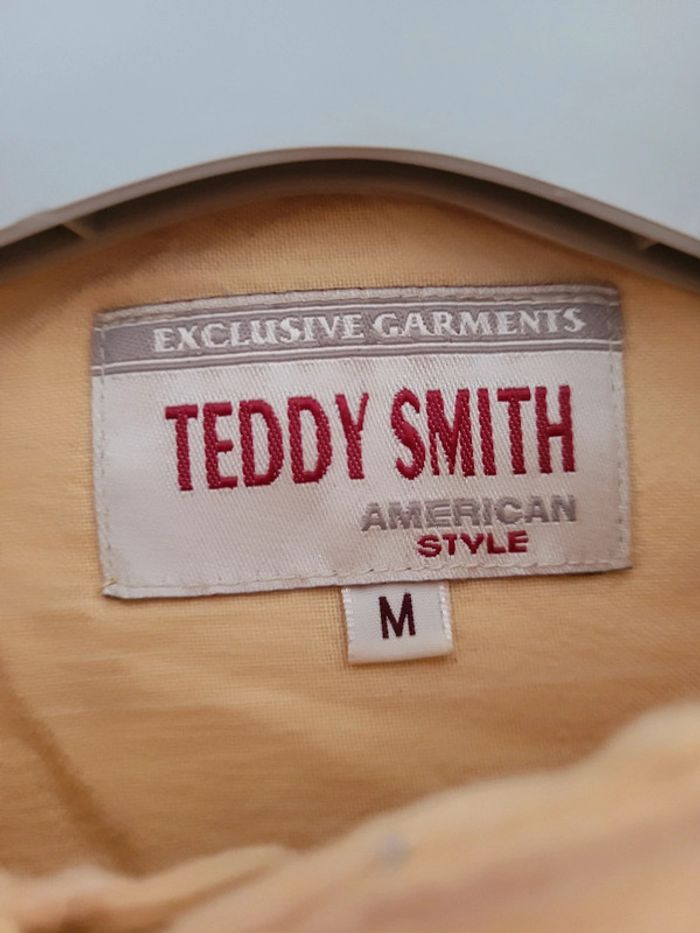 EXCLUSIVE GARMENTS
TEDDY SMITH
AMERICAN
STYLE
M